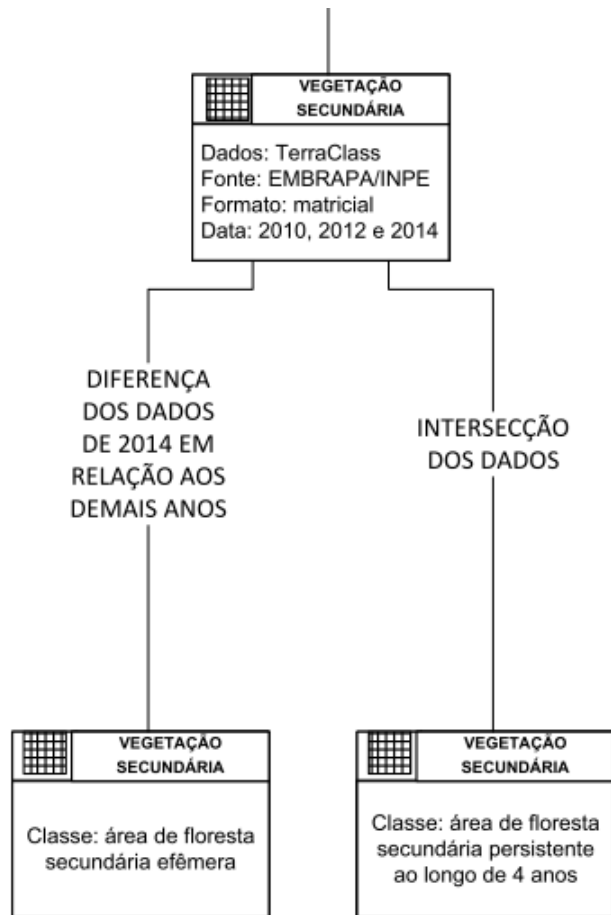 VEGETAÇÃO
SECUNDÁRIA
Dados: TerraClass
Fonte: EMBRAPA/INPE
Formato: matricial
Data: 2010, 2012 e 2014
DIFERENÇA
DOS DADOS
DE 2014 EM
RELAÇÃO AOS
DEMAIS ANOS
INTERSECÇÃO
DOS DADOS
VEGETAÇÃO
SECUNDÁRIA
Classe: área de floresta
secundária efêmera
VEGETAÇÃO
SECUNDÁRIA
Classe: área de floresta
secundária persistente
ao longo de 4 anos